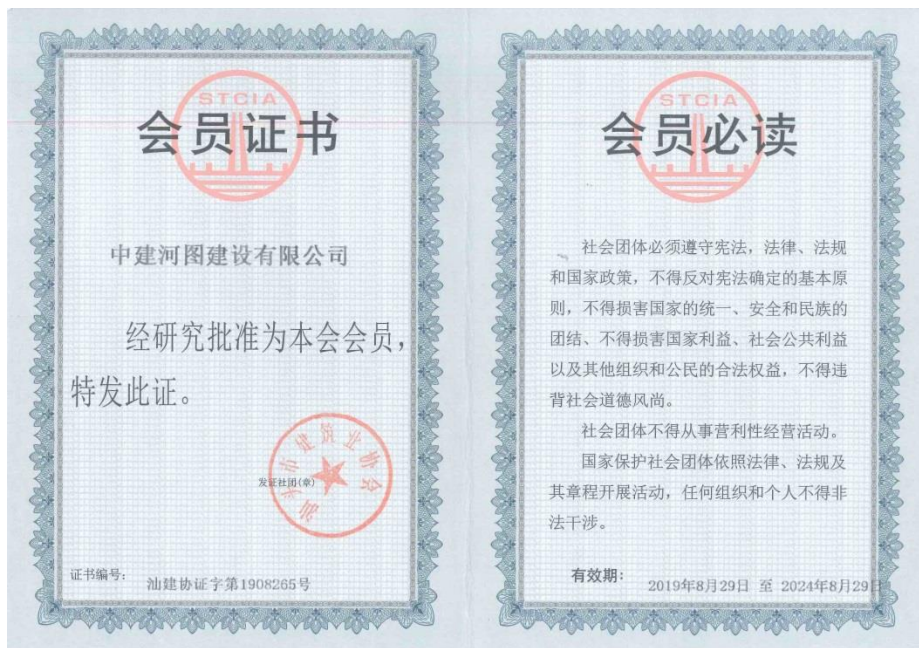 STCIA
会员证书
中建河图建设有限公司
经研究批准为本会会员，
特发此证。
汕头市建筑业协会
发证社团(章)
证书编号：
汕建协证字第1908265号
STCIA
会员必读
社会团体必须遵守宪法，法律、法规
和国家政策，不得反对宪法确定的基本原
则，不得损害国家的统一、安全和民族的
团结、不得损害国家利益、社会公共利益
以及其他组织和公民的合法权益，不得违
背社会道德风尚。
社会团体不得从事营利性经营活动。
国家保护社会团体依照法律、法规及
其章程开展活动，任何组织和个人不得非
法干涉。
有效期：
2019年8月29日 至 2024年8月29日